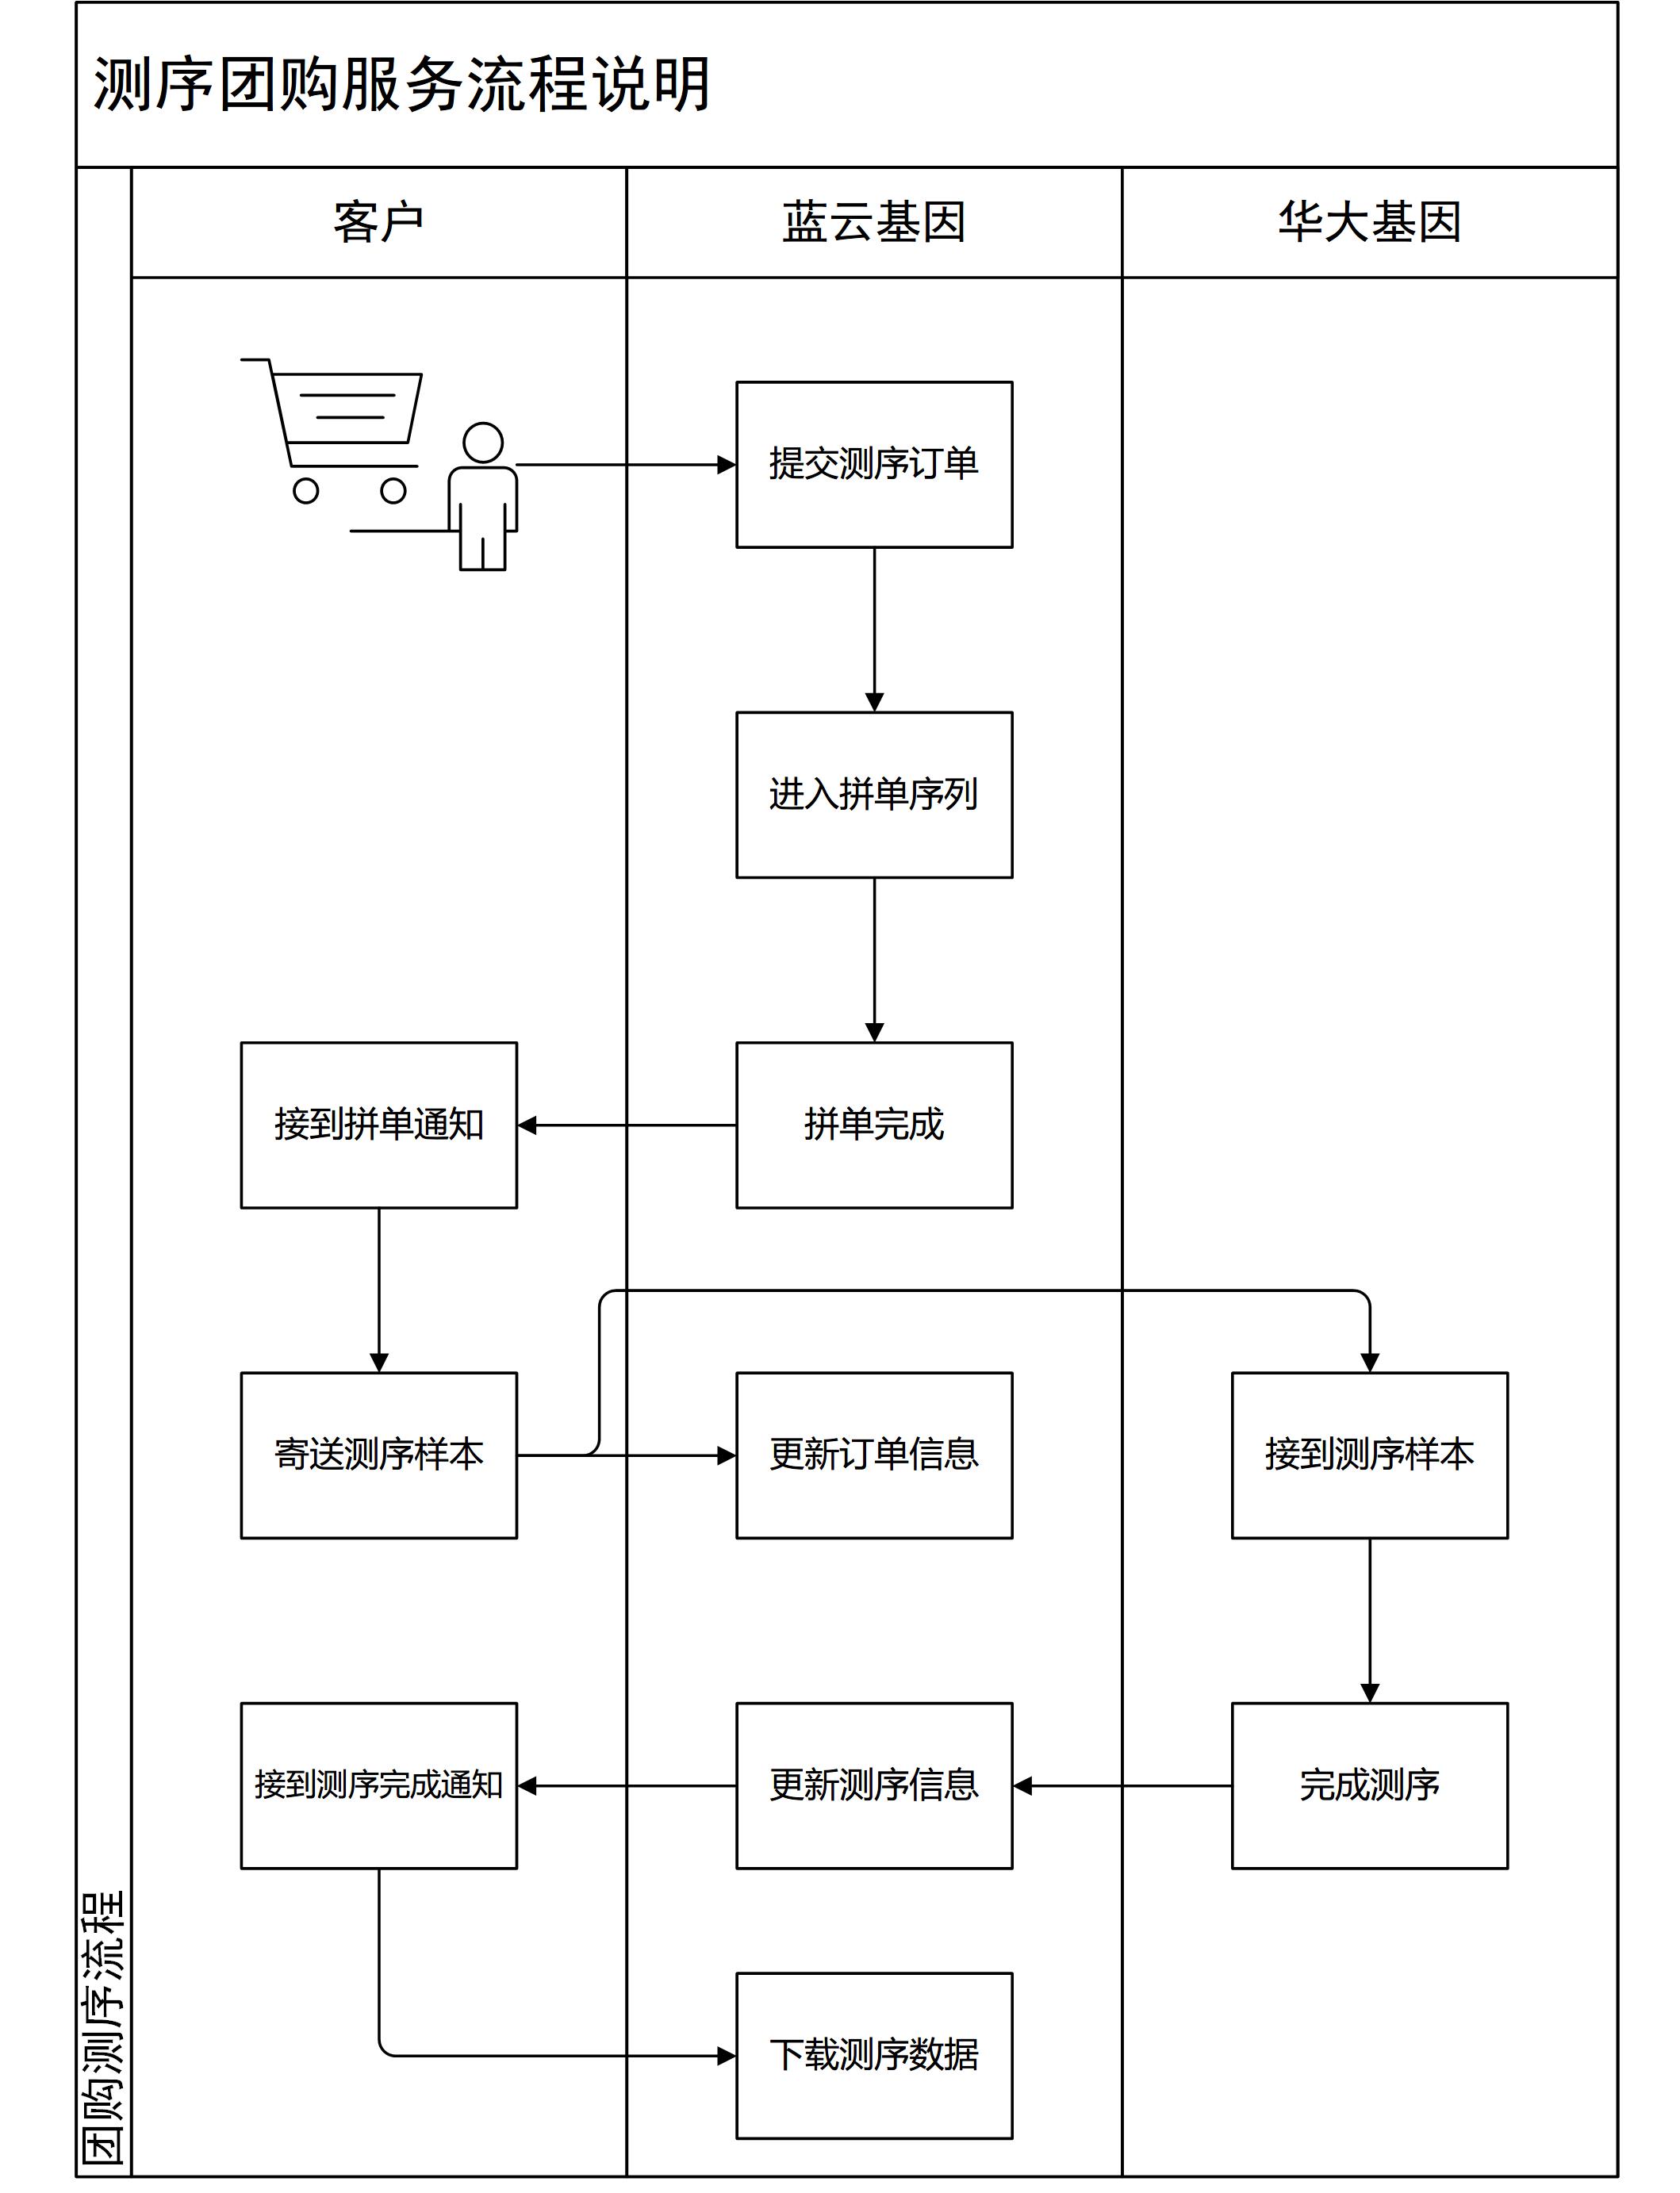 测序团购服务流程说明
客户
蓝云基因
华大基因
提交测序订单
进入拼单序列
接到拼单通知
拼单完成
寄送测序样本
更新订单信息
接到测序样本
接到测序完成通知
更新测序信息
完成测序
下载测序数据
团购测序流程